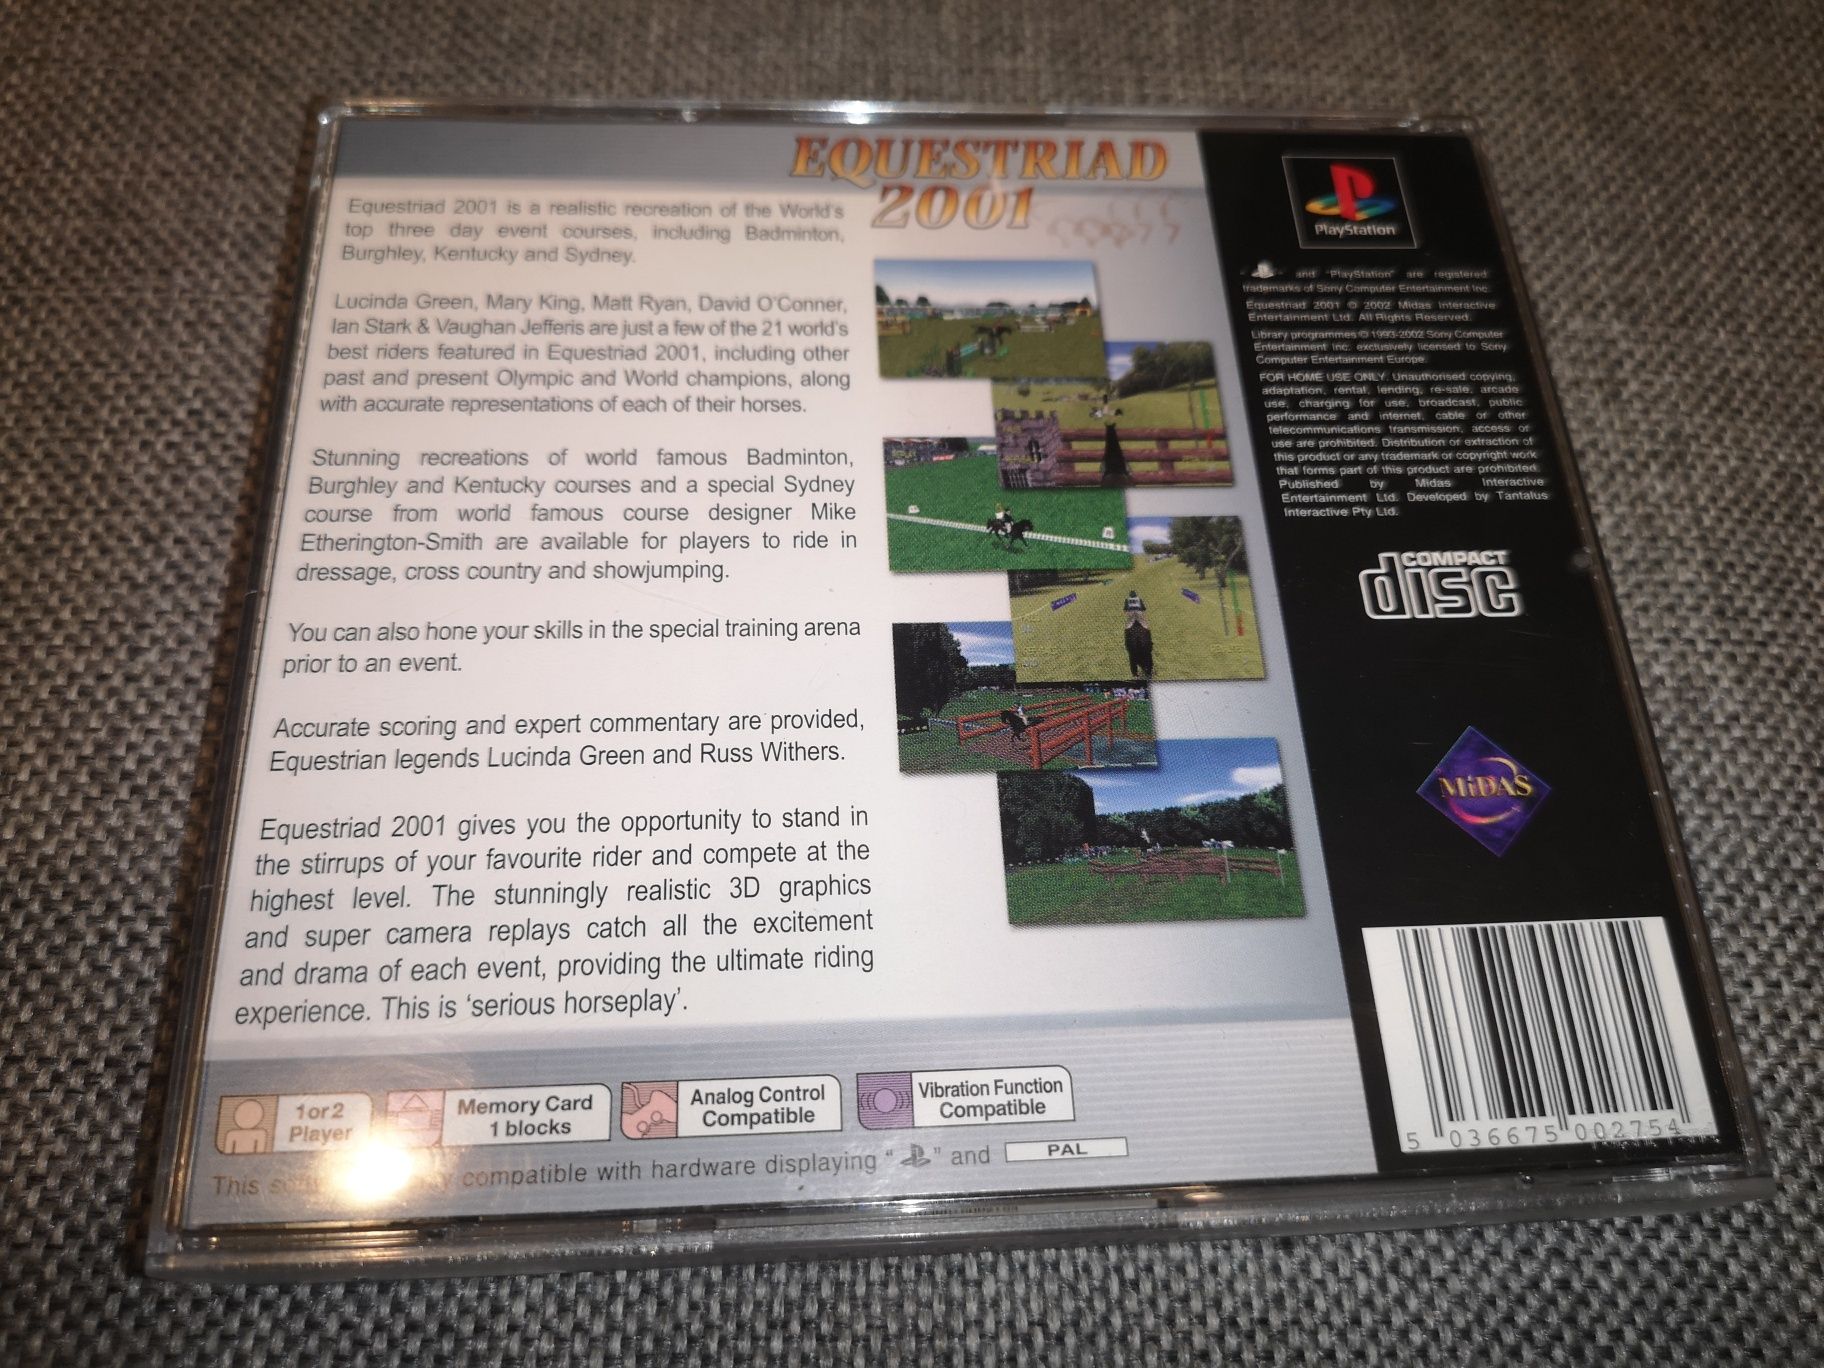 EQUESTRIAD
2001
Equestriad 2001 is a realistic recreation of the World's
top three day event courses, including Badminton,
Burghley, Kentucky and Sydney.
Lucinda Green, Mary King, Matt Ryan, David O'Conner,
Ian Stark & Vaughan Jefferis are just a few of the 21 world's
best riders featured in Equestriad 2001, including other
past and present Olympic and World champions, along
with accurate representations of each of their horses.
Stunning recreations of world famous Badminton,
Burghley and Kentucky courses and a special Sydney
course from world famous course designer Mike
Etherington-Smith are available for players to ride in
dressage, cross country and showjumping.
You can also hone your skills in the special training arena
prior to an event.
Accurate scoring and expert commentary are provided,
Equestrian legends Lucinda Green and Russ Withers.
Equestriad 2001 gives you the opportunity to stand in
the stirrups of your favourite rider and compete at the
highest level. The stunningly realistic 3D graphics
and super camera replays catch all the excitement
and drama of each event, providing the ultimate riding
experience. This is 'serious horseplay'.
1 or 2
Player
Memory Card
1 blocks
Analog Control
Compatible
Vibration Function
Compatible
This compatible with hardware displaying " " and PAL
PlayStation
and "PlayStation" are registered
trademarks of Sony Computer Entertainment Inc.
Equestriad 2001 © 2002 Midas Interactive
Entertainment Ltd. All Rights Reserved.
Library programmes © 1993-2002 Sony Computer
Entertainment Inc. exclusively licensed to Sony
Computer Entertainment Europe.
FOR HOME USE ONLY. Unauthorised copying,
adaptation, rental, lending, re-sale, arcade
use, charging for use, broadcast, public
performance and internet, cable or other
telecommunications transmission, access or
use are prohibited. Distribution or extraction of
this product or any trademark or copyright work
that forms part of this product are prohibited.
Published by Midas Interactive
Entertainment Ltd. Developed by Tantalus
Interactive Pty Ltd.
COMPACT
disc
MiDAS
5 036675 002754